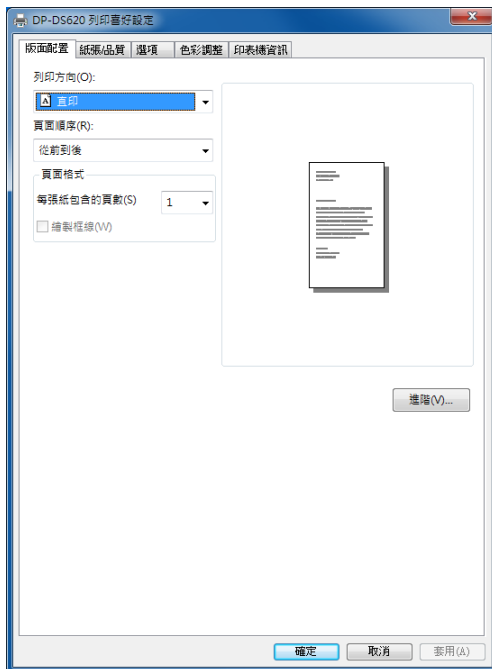 DP-DS620 列印喜好設定
版面配置 紙張/品質 選項 色彩調整 印表機資訊
列印方向(O):
A 直印
頁面順序(R):
從前到後
頁面格式
每張紙包含的頁數(S) 1
繪製框線(W)
進階(V)...
確定 取消 套用(A)